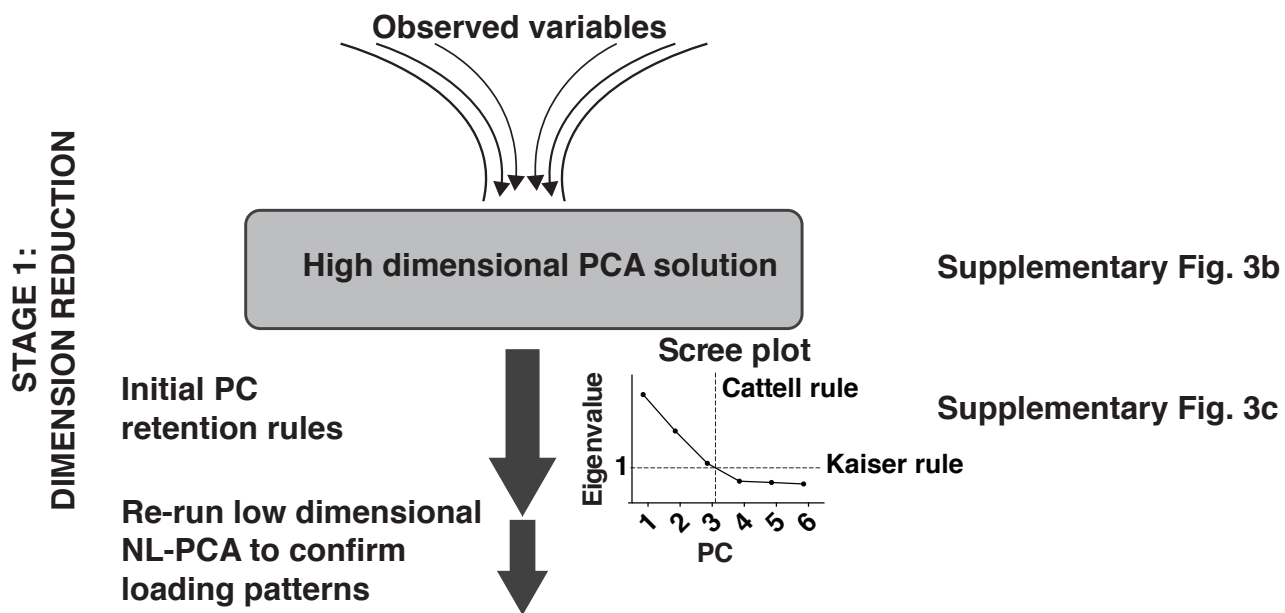 Observed variables
STAGE 1:
DIMENSION REDUCTION
High dimensional PCA solution
Supplementary Fig. 3b
Initial PC
retention rules
Scree plot
Cattell rule
Eigenvalue
1
Kaiser rule
1 2 3 4 5 6
PC
Supplementary Fig. 3c
Re-run low dimensional
NL-PCA to confirm
loading patterns